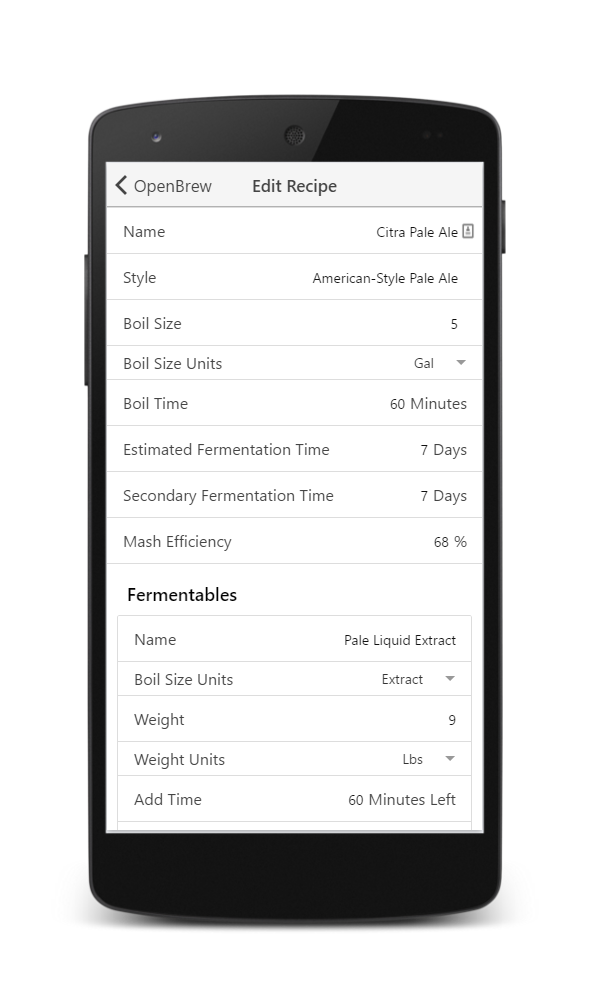 OpenBrew Edit Recipe
Name Citra Pale Ale
Style American-Style Pale Ale
Boil Size 5
Boil Size Units Gal
Boil Time 60 Minutes
Estimated Fermentation Time 7 Days
Secondary Fermentation Time 7 Days
Mash Efficiency 68 %
Fermentables
Name Pale Liquid Extract
Boil Size Units Extract
Weight 9
Weight Units Lbs
Add Time 60 Minutes Left